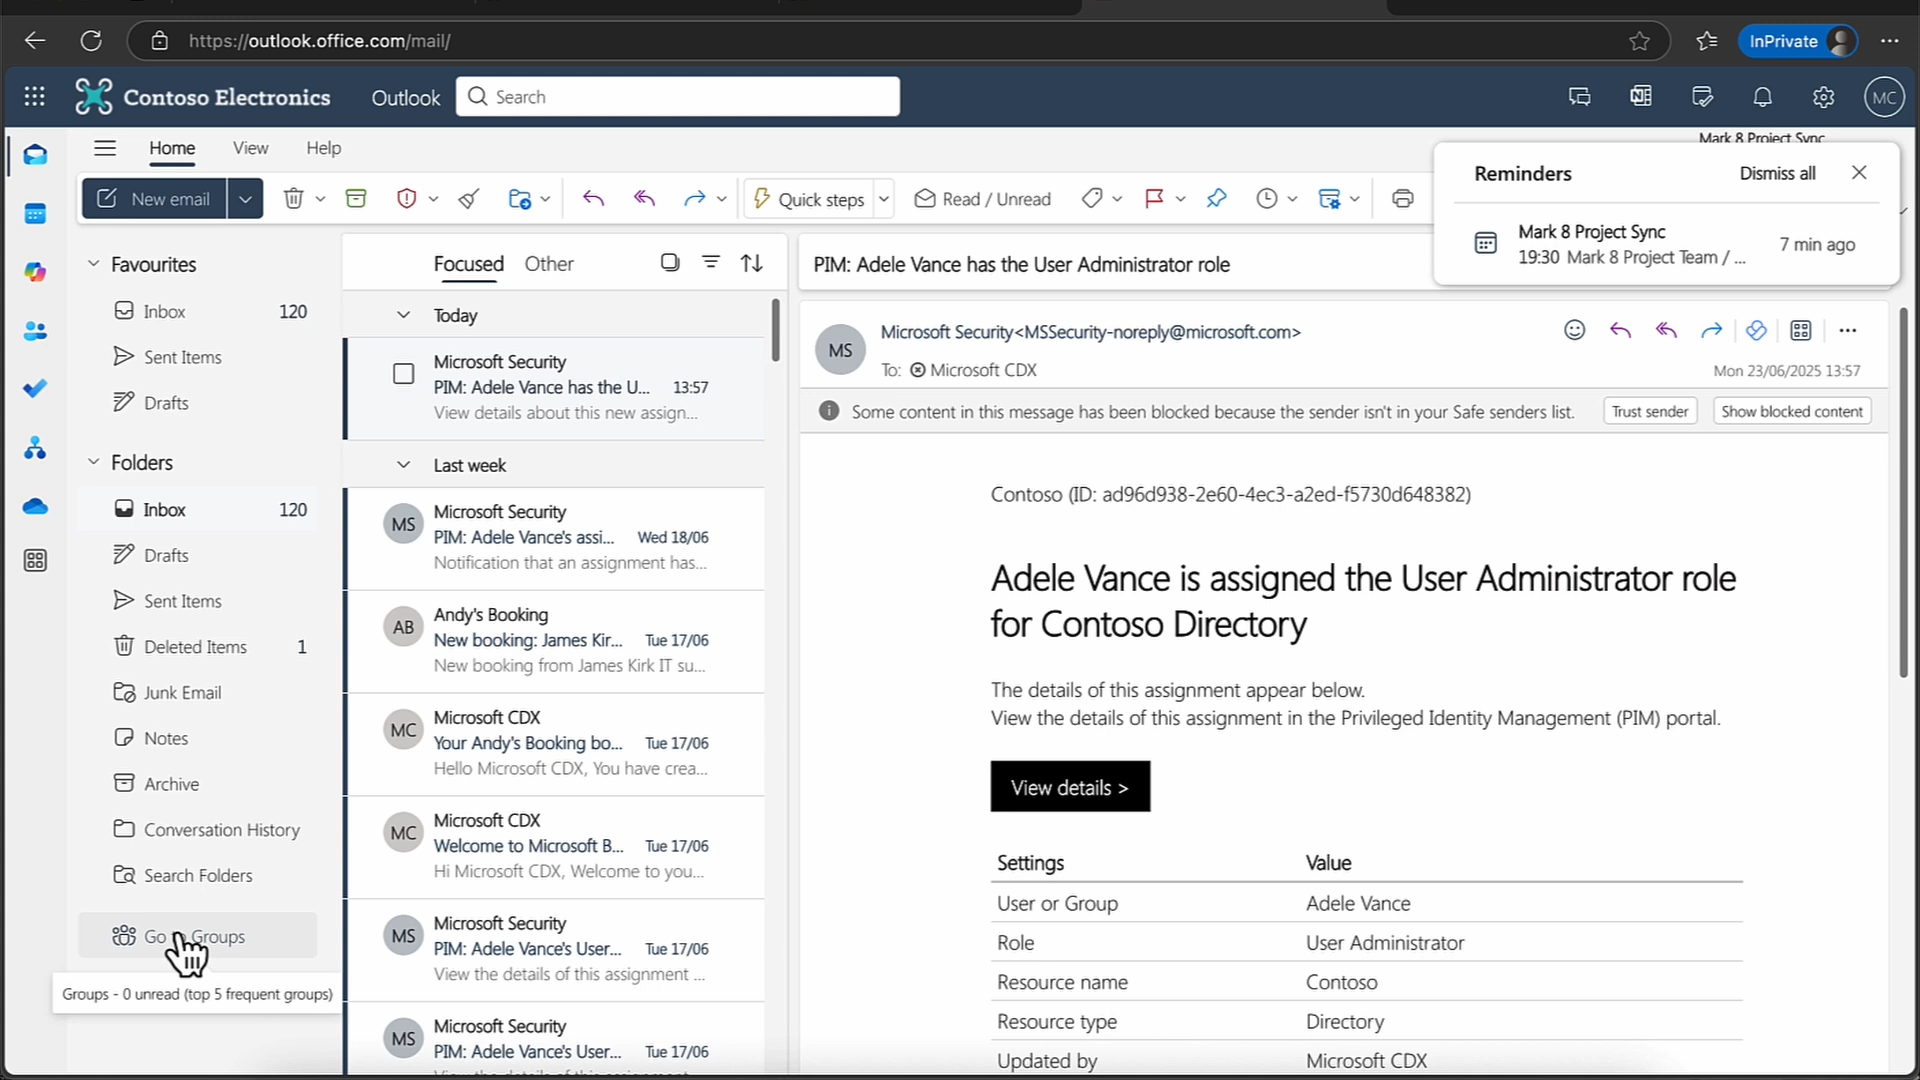 https://outlook.office.com/mail/
InPrivate
Contoso Electronics
Outlook
Search
MC
Home
View
Help
Mark 8 Project Sync
New email
Quick steps
Read / Unread
Reminders
Dismiss all
Mark 8 Project Sync
19:30 Mark 8 Project Team / ...
7 min ago
Favourites
Inbox 120
Sent Items
Drafts
Folders
Inbox 120
Drafts
Sent Items
Deleted Items 1
Junk Email
Notes
Archive
Conversation History
Search Folders
Go to Groups
Groups - 0 unread (top 5 frequent groups)
Focused Other
Today
Microsoft Security
PIM: Adele Vance has the U... 13:57
View details about this new assign...
Last week
MS
Microsoft Security
PIM: Adele Vance's assi... Wed 18/06
Notification that an assignment has...
AB
Andy's Booking
New booking: James Kir... Tue 17/06
New booking from James Kirk IT su...
MC
Microsoft CDX
Your Andy's Booking bo... Tue 17/06
Hello Microsoft CDX, You have crea...
MC
Microsoft CDX
Welcome to Microsoft B... Tue 17/06
Hi Microsoft CDX, Welcome to you...
MS
Microsoft Security
PIM: Adele Vance's User... Tue 17/06
View the details of this assignment ...
MS
Microsoft Security
PIM: Adele Vance's User... Tue 17/06
PIM: Adele Vance has the User Administrator role
MS
Microsoft Security<MSSecurity-noreply@microsoft.com>
To: Microsoft CDX
Mon 23/06/2025 13:57
Some content in this message has been blocked because the sender isn't in your Safe senders list.
Trust sender
Show blocked content
Contoso (ID: ad96d938-2e60-4ec3-a2ed-f5730d648382)
Adele Vance is assigned the User Administrator role
for Contoso Directory
The details of this assignment appear below.
View the details of this assignment in the Privileged Identity Management (PIM) portal.
View details >
Settings Value
User or Group Adele Vance
Role User Administrator
Resource name Contoso
Resource type Directory
Updated by Microsoft CDX